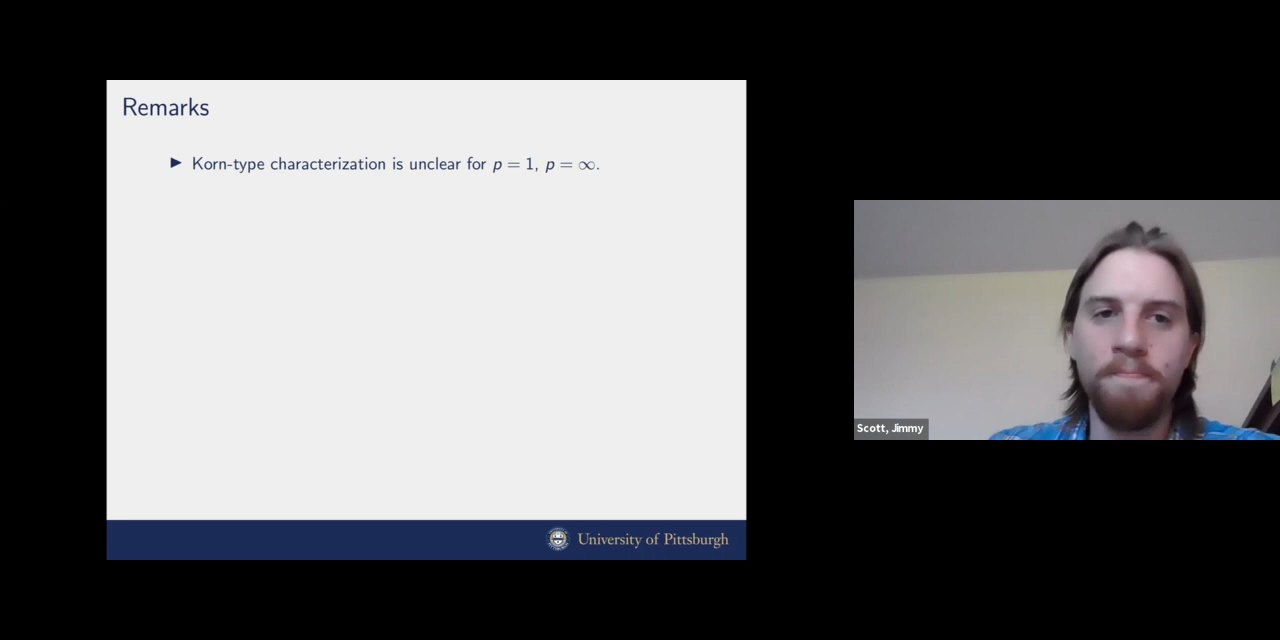 Remarks
▶ Korn-type characterization is unclear for p = 1, p = ∞.
Scott, Jimmy
University of Pittsburgh